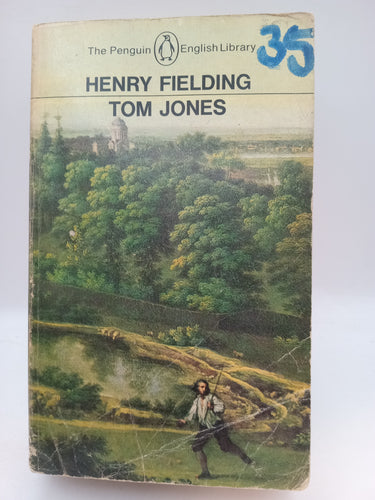 The Penguin English Library
35
HENRY FIELDING
TOM JONES